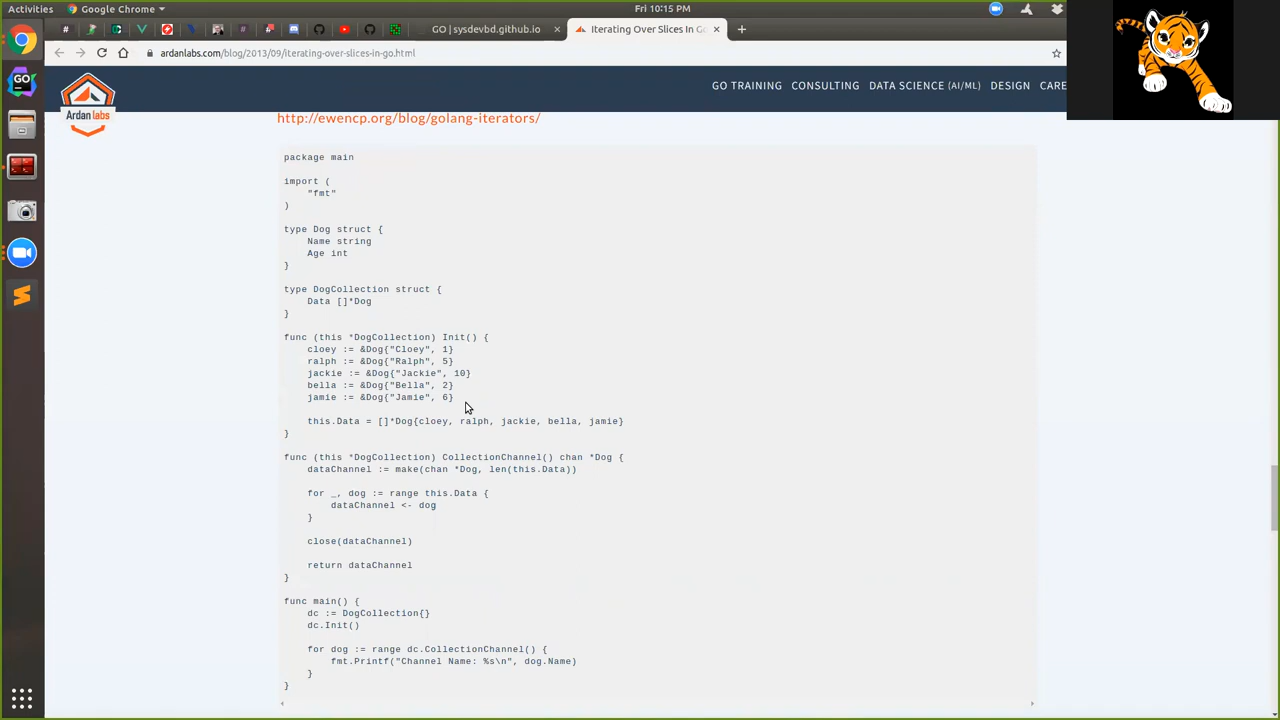 Activities
Google Chrome
Fri 10:15 PM
GO | sysdevbd.github.io
Iterating Over Slices In Go
ardanlabs.com/blog/2013/09/iterating-over-slices-in-go.html
GO
Ardan labs
GO TRAINING
CONSULTING
DATA SCIENCE (AI/ML)
DESIGN
CARE
http://ewencp.org/blog/golang-iterators/
package main
import (
"fmt"
)
type Dog struct {
Name string
Age int
}
type DogCollection struct {
Data []*Dog
}
func (this *DogCollection) Init() {
cloey := &Dog{"Cloey", 1}
ralph := &Dog{"Ralph", 5}
jackie := &Dog{"Jackie", 10}
bella := &Dog{"Bella", 2}
jamie := &Dog{"Jamie", 6}
this.Data = []*Dog{cloey, ralph, jackie, bella, jamie}
}
func (this *DogCollection) CollectionChannel() chan *Dog {
dataChannel := make(chan *Dog, len(this.Data))
for _, dog := range this.Data {
dataChannel <- dog
}
close(dataChannel)
return dataChannel
}
func main() {
dc := DogCollection{}
dc.Init()
for dog := range dc.CollectionChannel() {
fmt.Printf("Channel Name: %s\n", dog.Name)
}
}